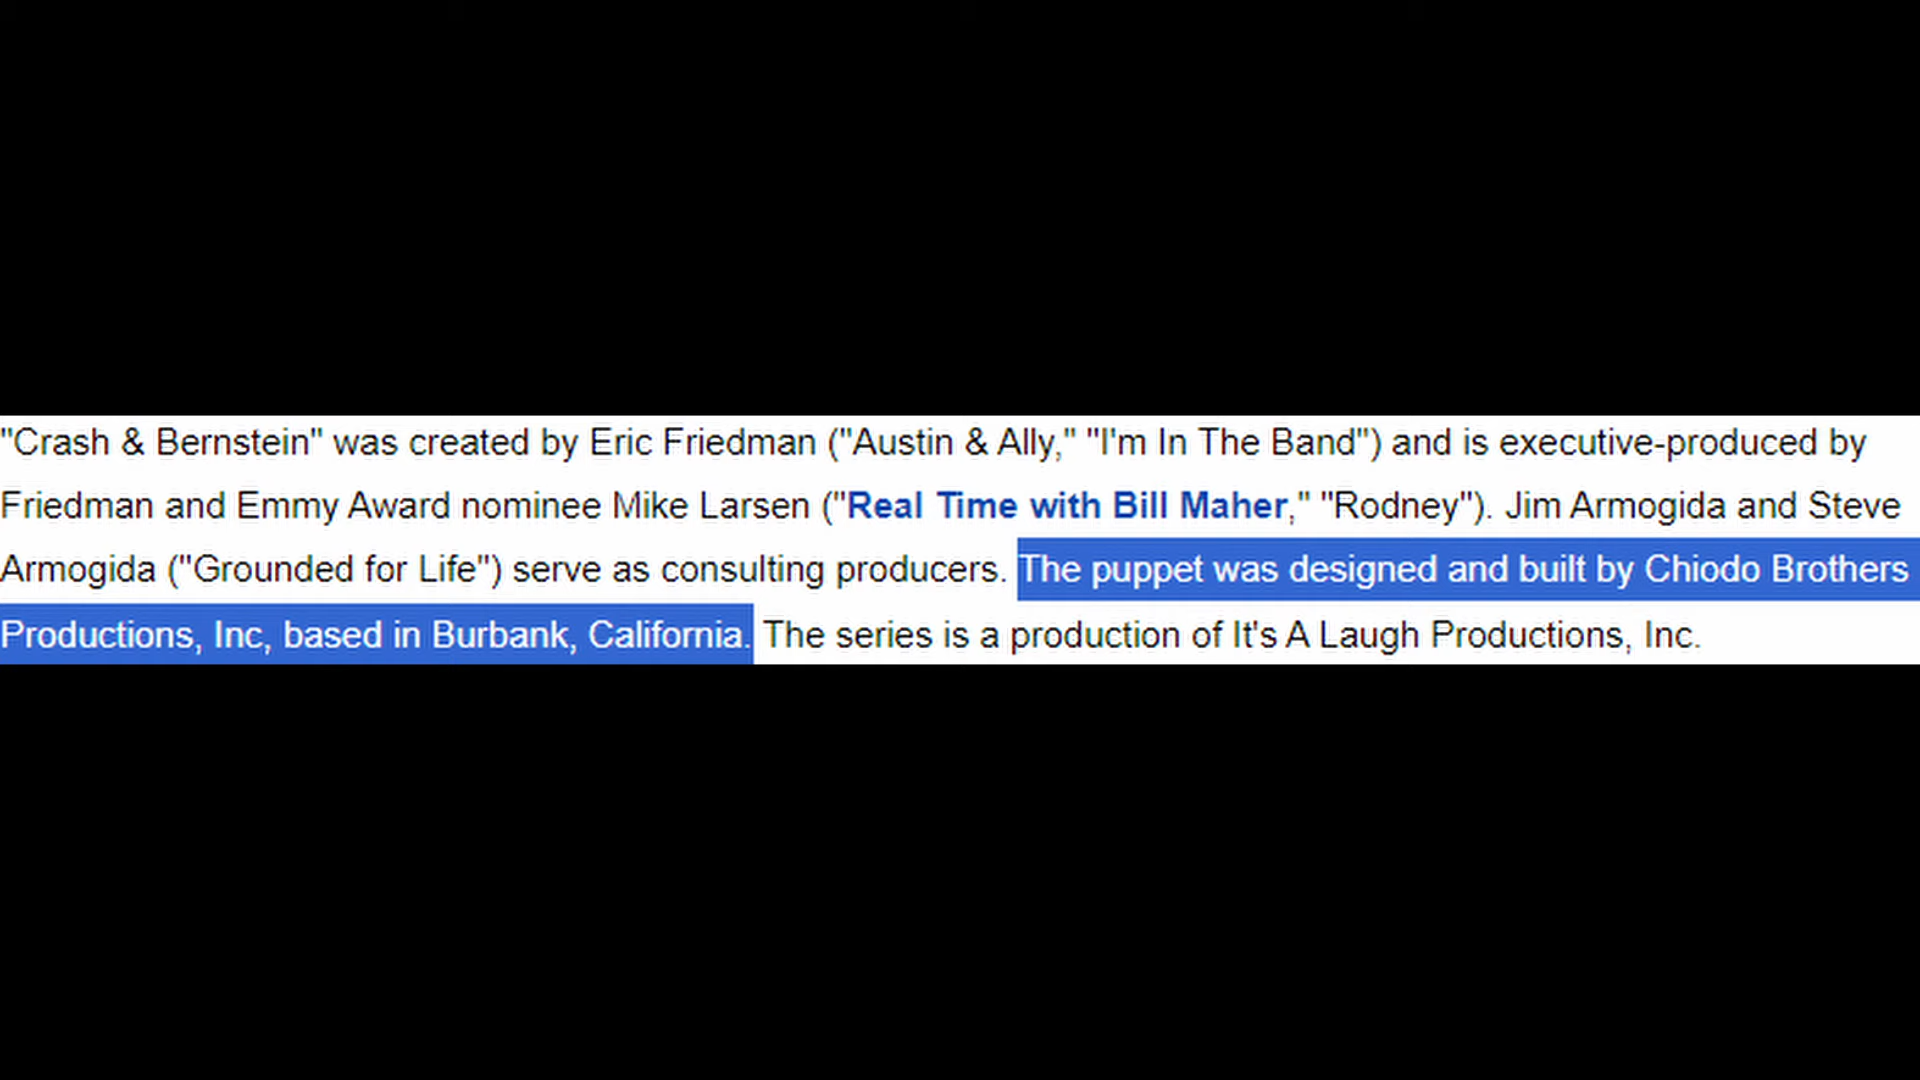 "Crash & Bernstein" was created by Eric Friedman ("Austin & Ally," "I'm In The Band") and is executive-produced by
Friedman and Emmy Award nominee Mike Larsen ("Real Time with Bill Maher," "Rodney"). Jim Armogida and Steve
Armogida ("Grounded for Life") serve as consulting producers. The puppet was designed and built by Chiodo Brothers
Productions, Inc, based in Burbank, California. The series is a production of It's A Laugh Productions, Inc.